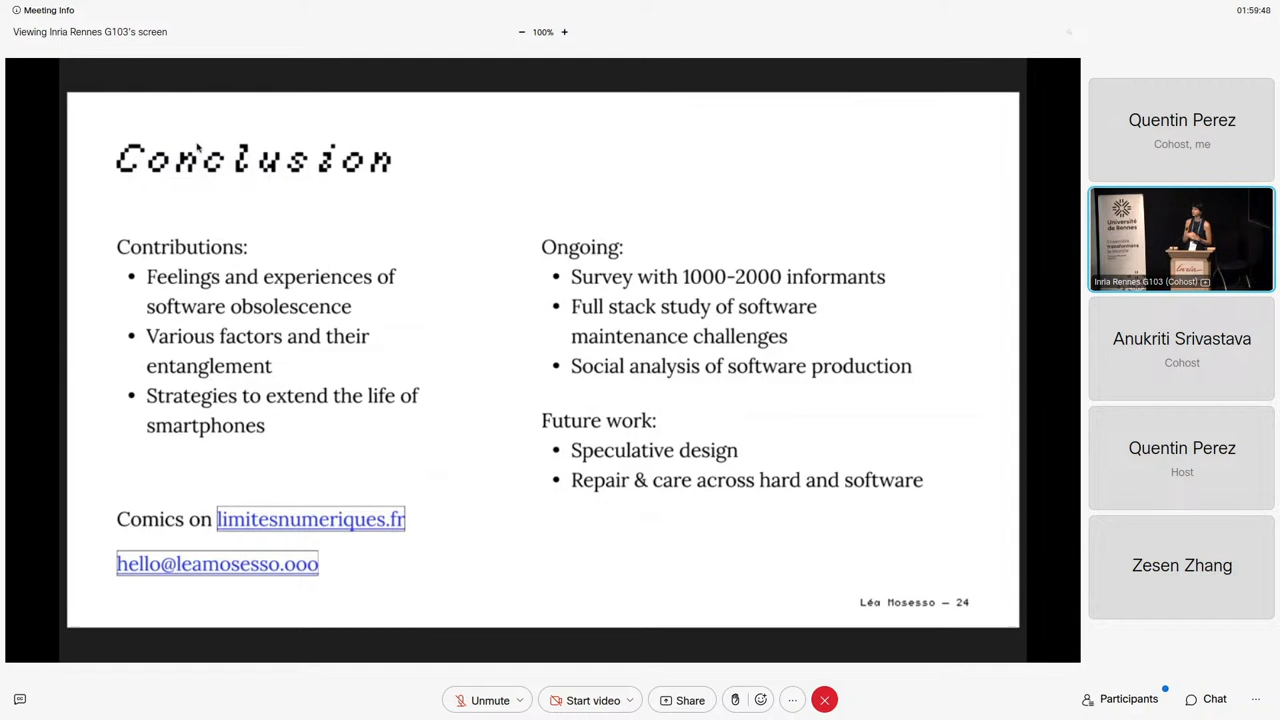 Meeting Info
01:59:48
Viewing Inria Rennes G103's screen
100%
Conclusion
Contributions:
• Feelings and experiences of
software obsolescence
• Various factors and their
entanglement
• Strategies to extend the life of
smartphones
Comics on limitesnumeriques.fr
hello@leamosesso.ooo
Ongoing:
• Survey with 1000-2000 informants
• Full stack study of software
maintenance challenges
• Social analysis of software production
Future work:
• Speculative design
• Repair & care across hard and software
Léa Mosesso — 24
Quentin Perez
Cohost, me
Université
de Rennes
Inria
Inria Rennes G103 (Cohost)
Anukriti Srivastava
Cohost
Quentin Perez
Host
Zesen Zhang
Unmute
Start video
Share
Participants
Chat